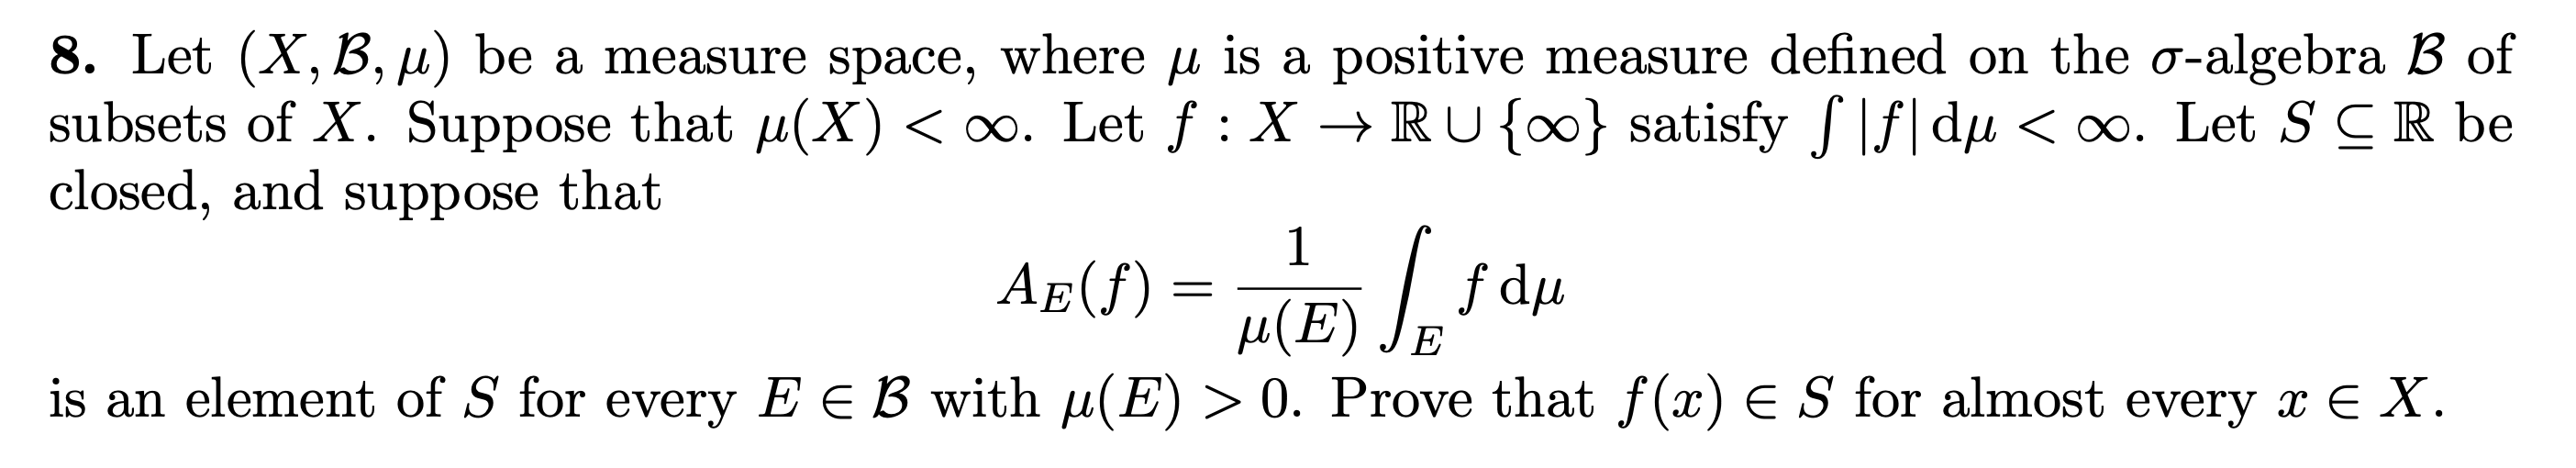 8. Let (X, ℬ, μ) be a measure space, where μ is a positive measure defined on the σ-algebra ℬ of
subsets of X. Suppose that μ(X) < ∞. Let f : X → ℝ ∪ {∞} satisfy ∫ |f| dμ < ∞. Let S ⊆ ℝ be
closed, and suppose that
A_E(f) = \frac{1}{μ(E)} ∫_E f dμ
is an element of S for every E ∈ ℬ with μ(E) > 0. Prove that f(x) ∈ S for almost every x ∈ X.